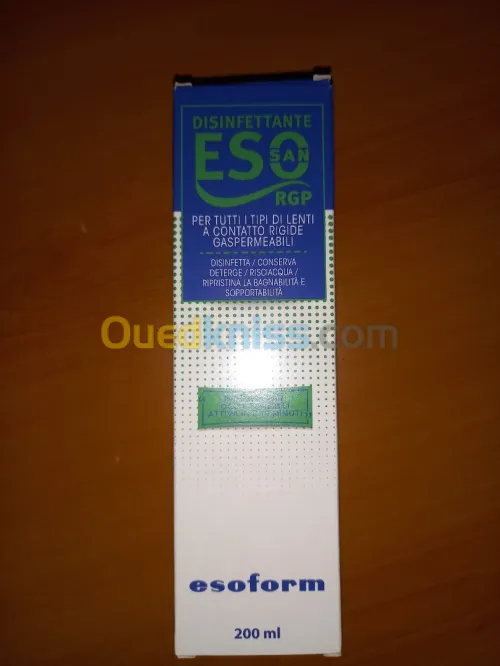 DISINFETTANTE
ESO
SAN
RGP
PER TUTTI I TIPI DI LENTI
A CONTATTO RIGIDE
GASPERMEABILI
DISINFETTA / CONSERVA
DETERGE / RISCIACQUA /
RIPRISTINA LA BAGNABILITÀ E
SOPPORTABILITÀ
Ouedkniss.com
MINUTI
esoform
200 ml